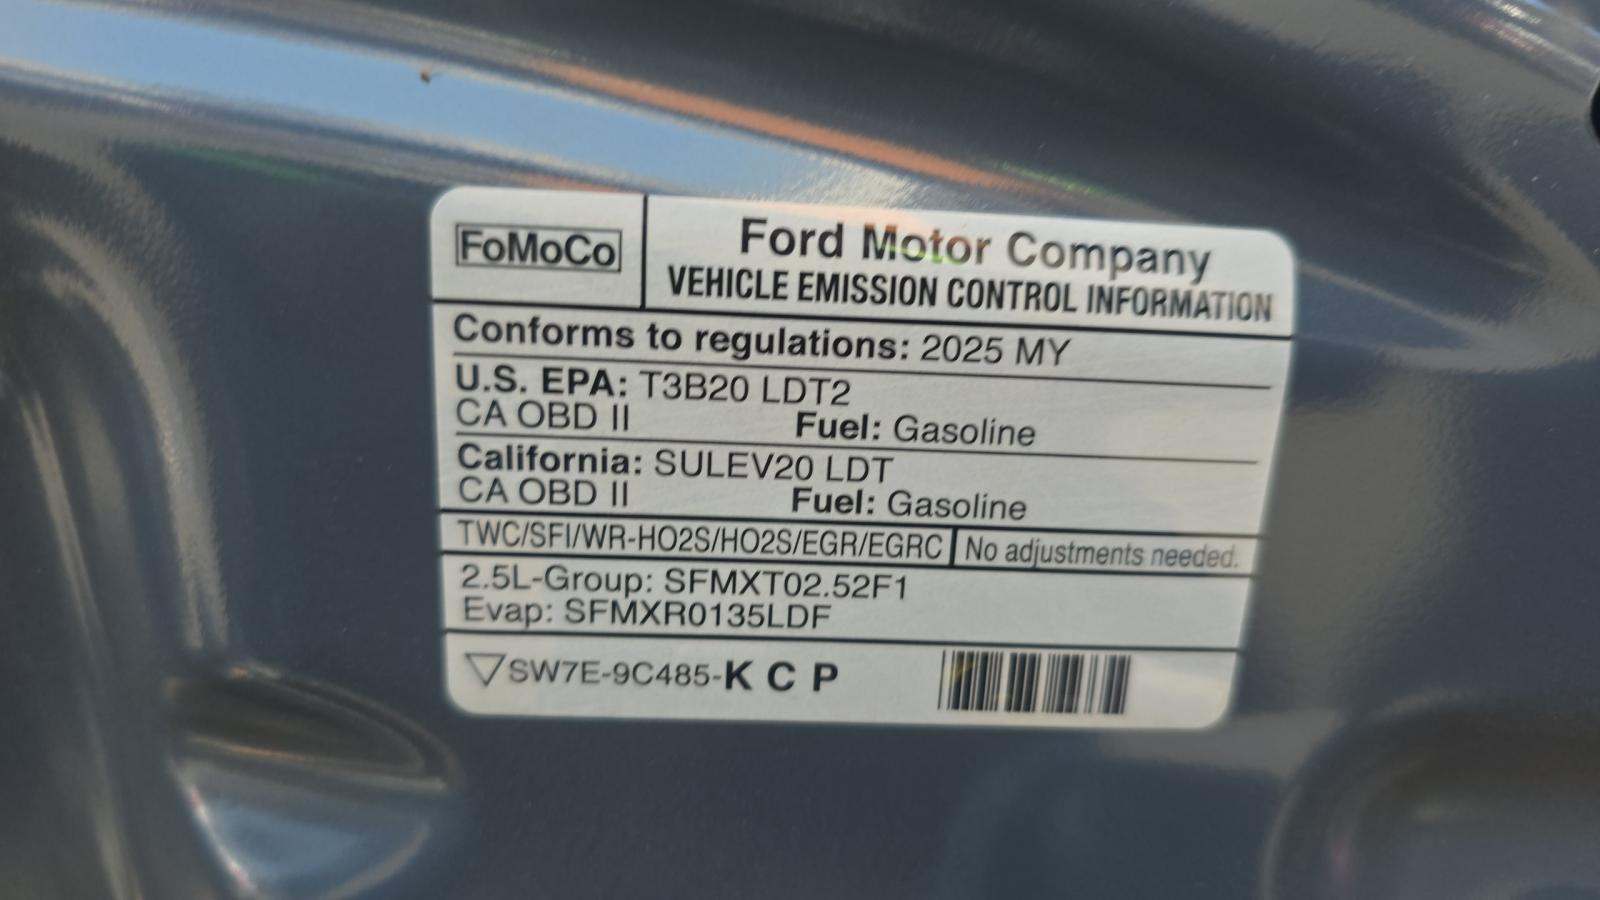 FoMoCo
Ford Motor Company
VEHICLE EMISSION CONTROL INFORMATION
Conforms to regulations: 2025 MY
U.S. EPA: T3B20 LDT2
CA OBD II Fuel: Gasoline
California: SULEV20 LDT
CA OBD II Fuel: Gasoline
TWC/SFI/WR-HO2S/HO2S/EGR/EGRC No adjustments needed.
2.5L-Group: SFMXT02.52F1
Evap: SFMXR0135LDF
SW7E-9C485-K C P